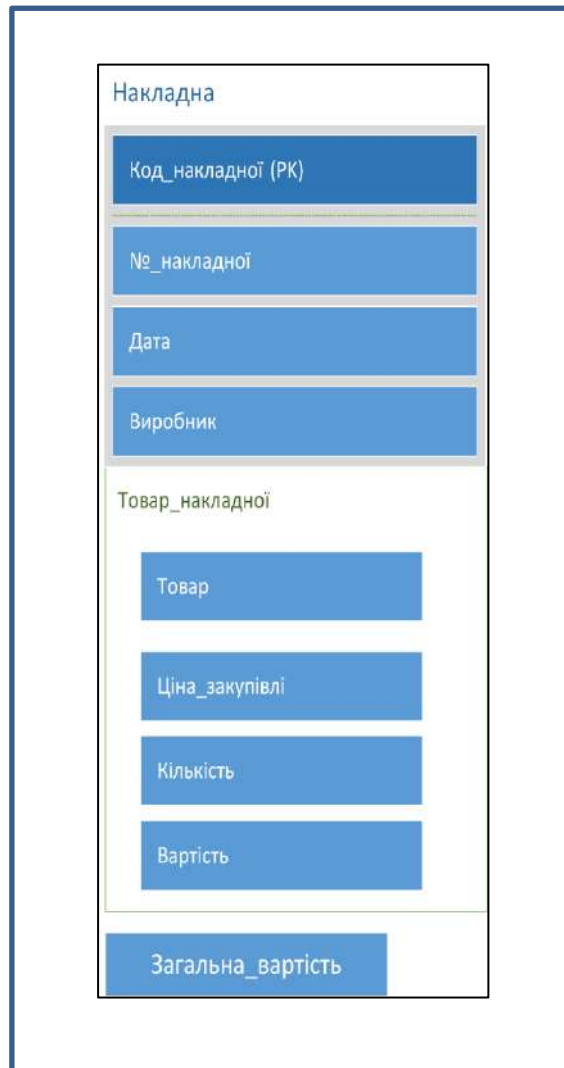 Накладна
Код_накладної (PK)
№_накладної
Дата
Виробник
Товар_накладної
Товар
Ціна_закупівлі
Кількість
Вартість
Загальна_вартість